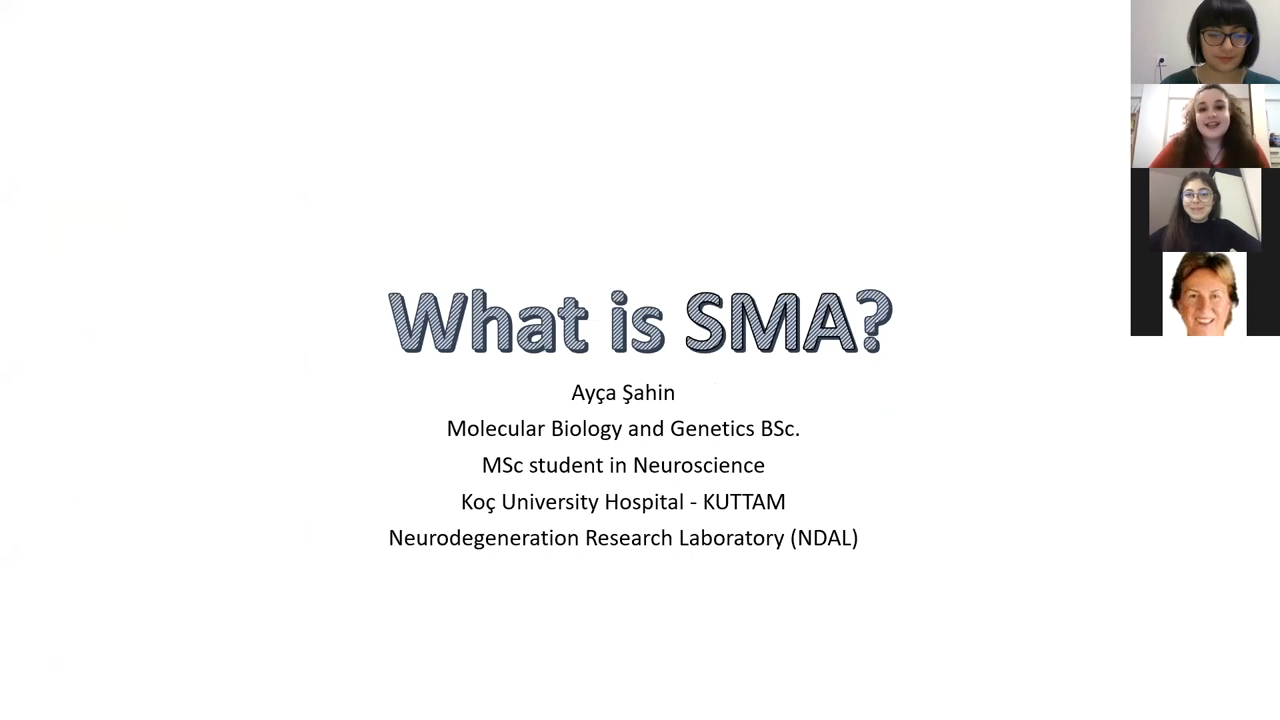 What is SMA?
Ayça Şahin
Molecular Biology and Genetics BSc.
MSc student in Neuroscience
Koç University Hospital - KUTTAM
Neurodegeneration Research Laboratory (NDAL)